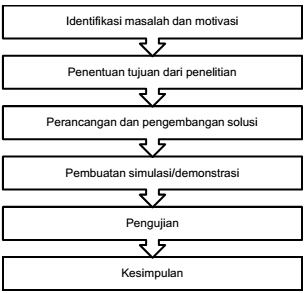 Identifikasi masalah dan motivasi
Penentuan tujuan dari penelitian
Perancangan dan pengembangan solusi
Pembuatan simulasi/demonstrasi
Pengujian
Kesimpulan